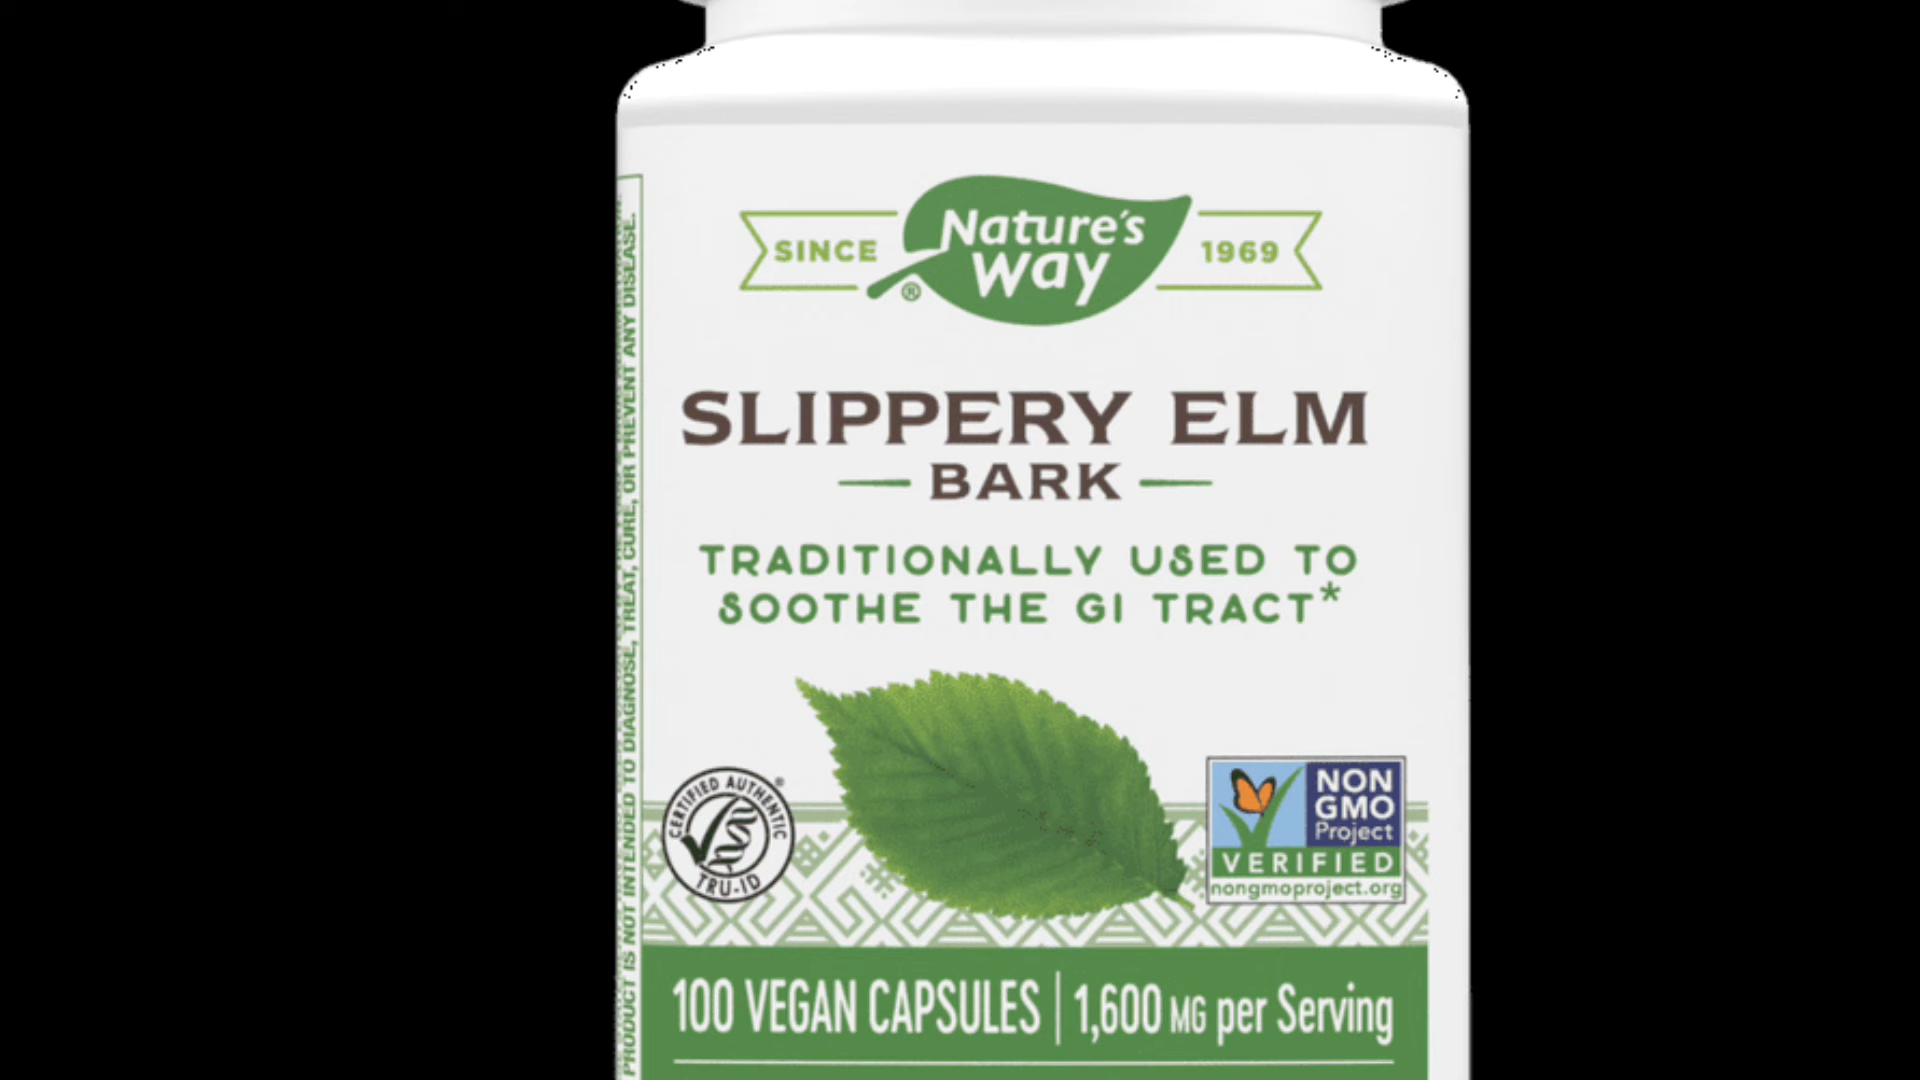 SINCE
Nature's
Way
®
1969
SLIPPERY ELM
BARK
TRADITIONALLY USED TO
SOOTHE THE GI TRACT*
CERTIFIED AUTHENTIC
®
TRU-ID
NON
GMO
Project
VERIFIED
nongmoproject.org
100 VEGAN CAPSULES | 1,600 MG per Serving
PRODUCT IS NOT INTENDED TO DIAGNOSE, TREAT, CURE, OR PREVENT ANY DISEASE.